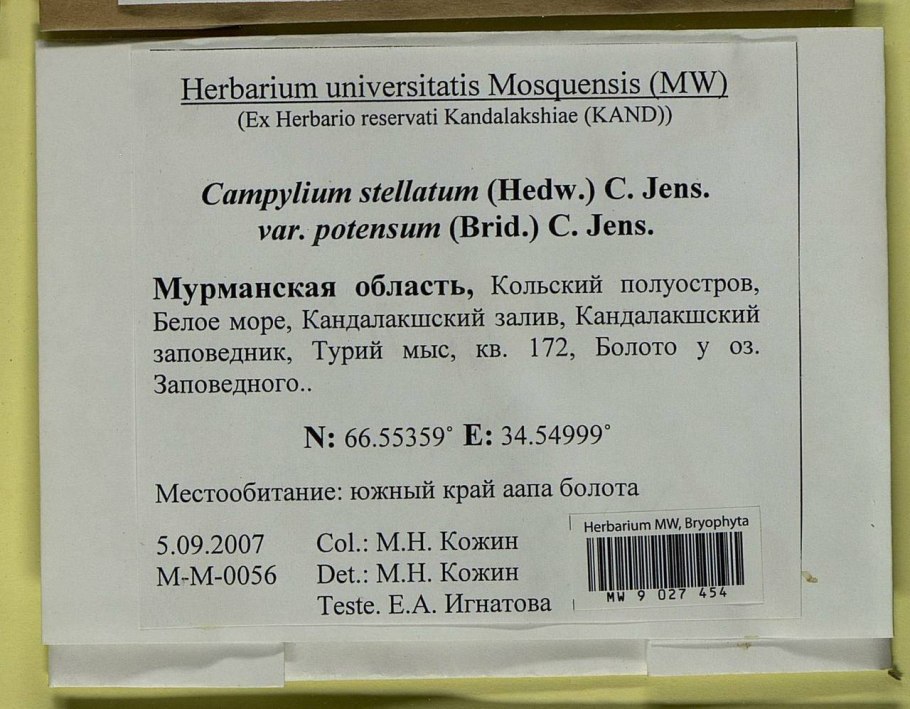 Herbarium universitatis Mosquensis (MW)
(Ex Herbario reservati Kandalakshiae (KAND))
Campylium stellatum (Hedw.) C. Jens.
var. potensum (Brid.) C. Jens.
Мурманская область, Кольский полуостров,
Белое море, Кандалакшский залив, Кандалакшский
заповедник, Турий мыс, кв. 172, Болото у оз.
Заповедного..
N: 66.55359° E: 34.54999°
Местообитание: южный край аапа болота
5.09.2007 Col.: М.Н. Кожин
М-М-0056 Det.: М.Н. Кожин
Teste. Е.А. Игнатова
Herbarium MW, Bryophyta
MW 9 027 454